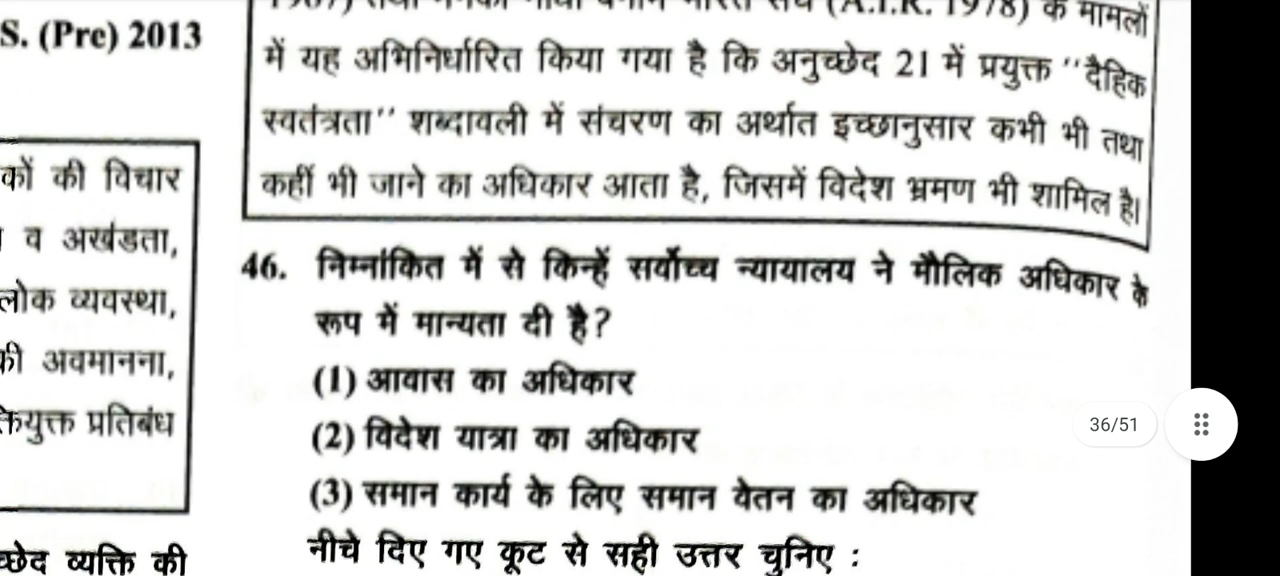 S. (Pre) 2013
कों की विचार
व अखंडता,
लोक व्यवस्था,
की अवमानना,
क्तियुक्त प्रतिबंध
च्छेद व्यक्ति की
(A.I.R. 1978) के मामलों
में यह अभिनिर्धारित किया गया है कि अनुच्छेद 21 में प्रयुक्त ‘‘दैहिक
स्वतंत्रता’’ शब्दावली में संचरण का अर्थात इच्छानुसार कभी भी तथा
कहीं भी जाने का अधिकार आता है, जिसमें विदेश भ्रमण भी शामिल है।
46. निम्नांकित में से किन्हें सर्वोच्च न्यायालय ने मौलिक अधिकार के
रूप में मान्यता दी है?
(1) आवास का अधिकार
(2) विदेश यात्रा का अधिकार
(3) समान कार्य के लिए समान वेतन का अधिकार
नीचे दिए गए कूट से सही उत्तर चुनिए :
36/51